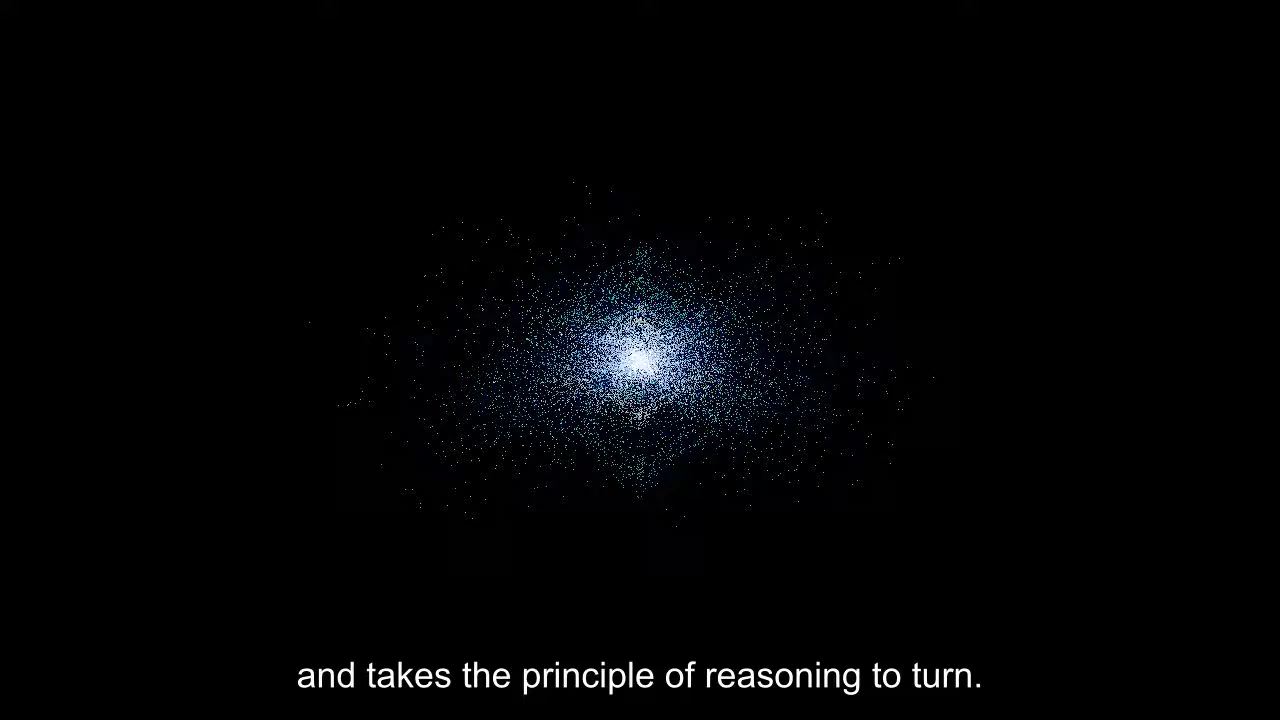 and takes the principle of reasoning to turn.